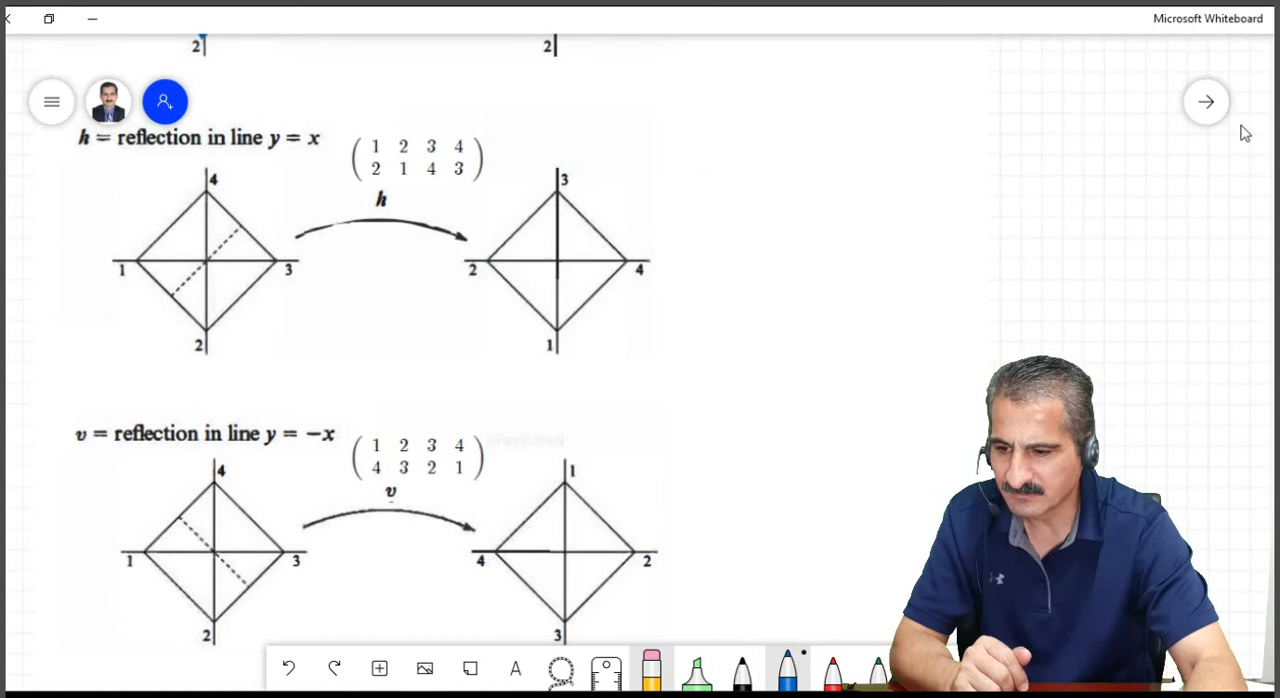 Microsoft Whiteboard
2 2
h = reflection in line y = x
1 2 3 4
2 1 4 3
h
4 3
1 3 2 4
2 1
v = reflection in line y = −x
1 2 3 4
4 3 2 1
v
4 1
1 3 4 2
2 3
A